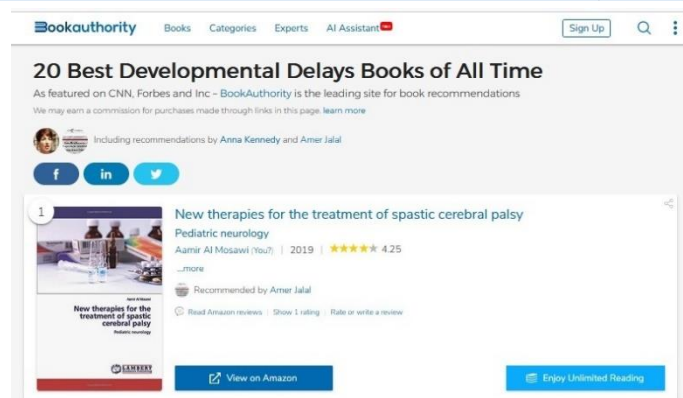 Bookauthority Books Categories Experts AI Assistant Sign Up
20 Best Developmental Delays Books of All Time
As featured on CNN, Forbes and Inc – BookAuthority is the leading site for book recommendations
We may earn a commission for purchases made through links in this page. learn more
Including recommendations by Anna Kennedy and Amer Jalal
f in
1
New therapies for the treatment of spastic cerebral palsy
Pediatric neurology
Aamir Al Mosawi (You?) | 2019 | 4.25
...more
Recommended by Amer Jalal
Read Amazon reviews | Show 1 rating | Rate or write a review
New therapies for the
treatment of spastic
cerebral palsy
Pediatric neurology
LAMBERT
View on Amazon
Enjoy Unlimited Reading